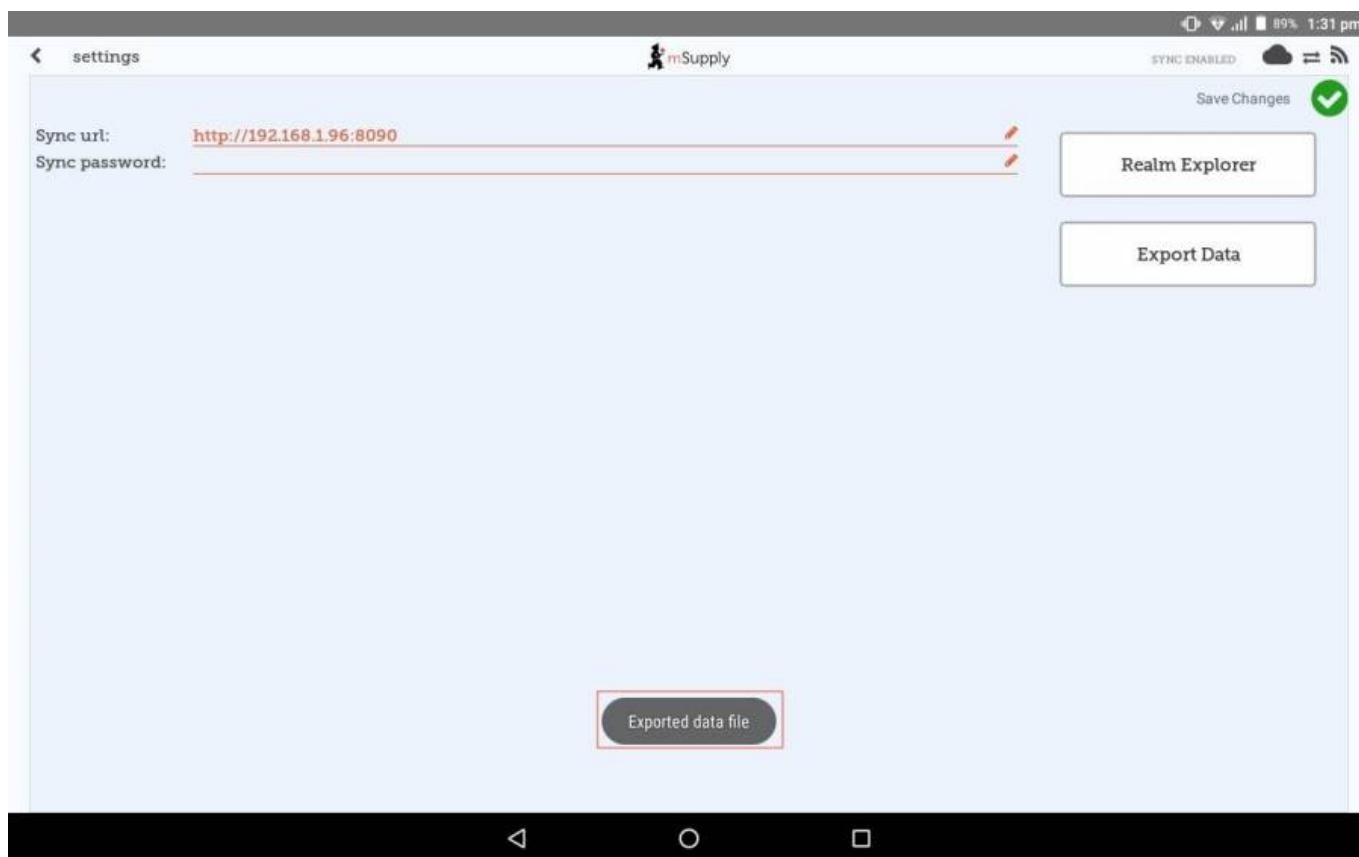 89% 1:31 pm
settings
mSupply
SYNC ENABLED
Save Changes
Sync url: http://192.168.1.96:8090
Sync password:
Realm Explorer
Export Data
Exported data file